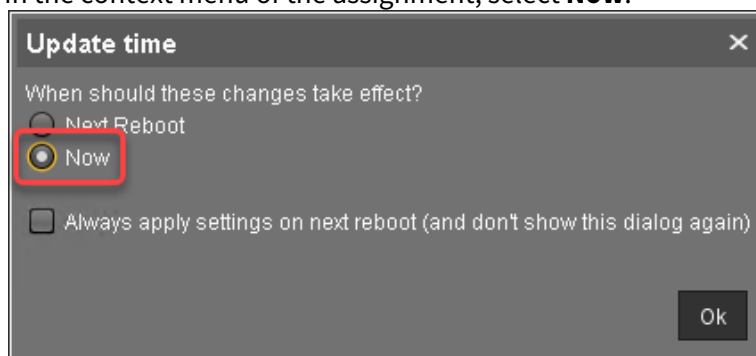 in the context menu of the assignment, select Now.
Update time ×
When should these changes take effect?
Next Reboot
Now
Always apply settings on next reboot (and don't show this dialog again)
Ok